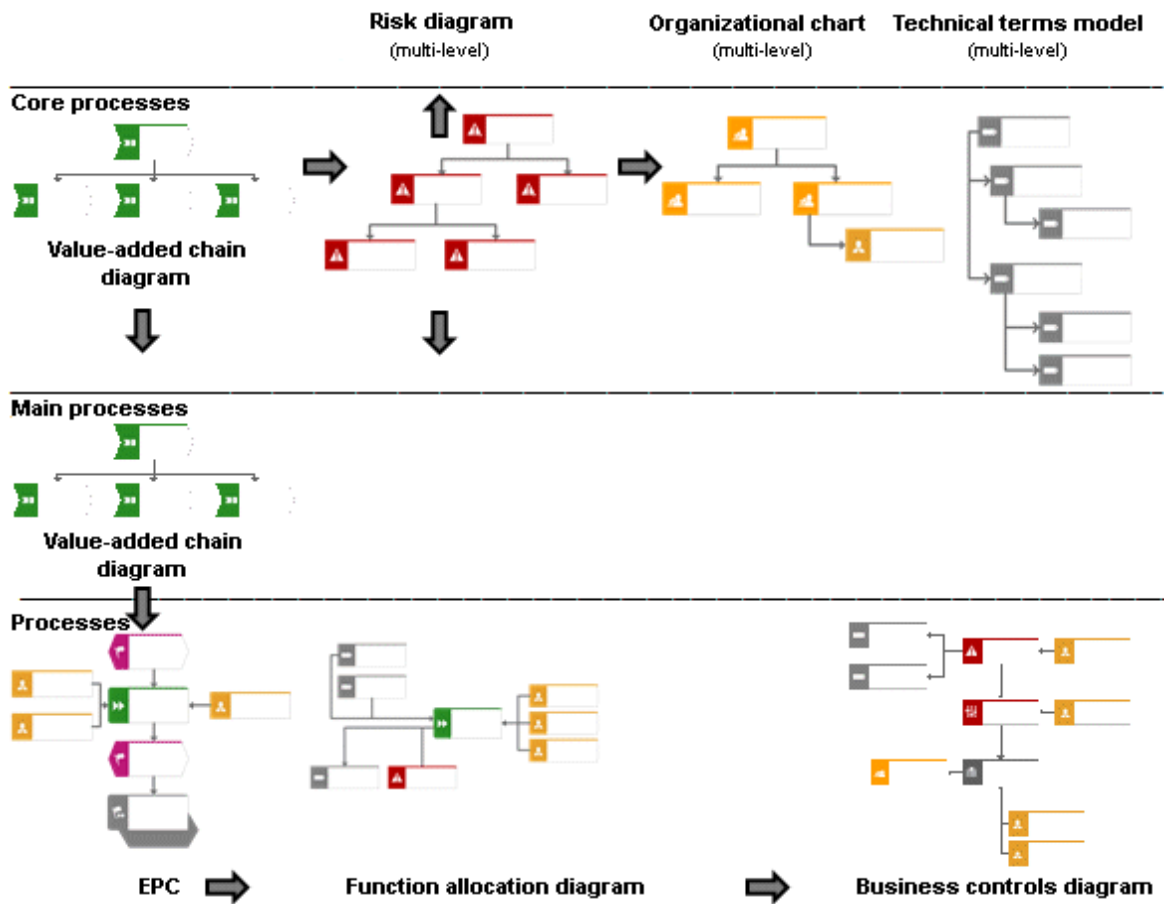 Risk diagram
(multi-level)
Organizational chart
(multi-level)
Technical terms model
(multi-level)
Core processes
Value-added chain
diagram
Main processes
Value-added chain
diagram
Processes
EPC
Function allocation diagram
Business controls diagram